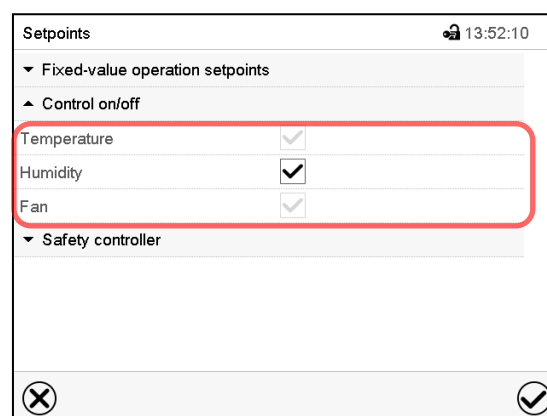 Setpoints 13:52:10
Fixed-value operation setpoints
Control on/off
Temperature
Humidity
Fan
Safety controller